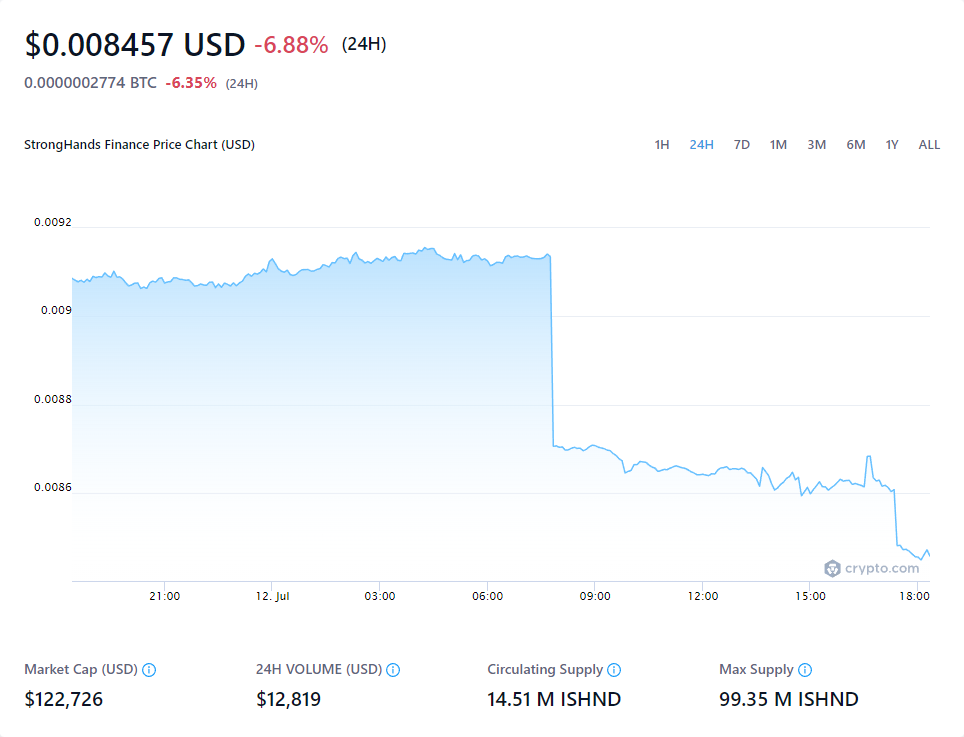 $0.008457 USD -6.88% (24H)
0.0000002774 BTC -6.35% (24H)
StrongHands Finance Price Chart (USD) 1H 24H 7D 1M 3M 6M 1Y ALL
0.0092
0.009
0.0088
0.0086
crypto.com
21:00 12. Jul 03:00 06:00 09:00 12:00 15:00 18:00
Market Cap (USD) 24H VOLUME (USD) Circulating Supply Max Supply
$122,726 $12,819 14.51 M ISHND 99.35 M ISHND